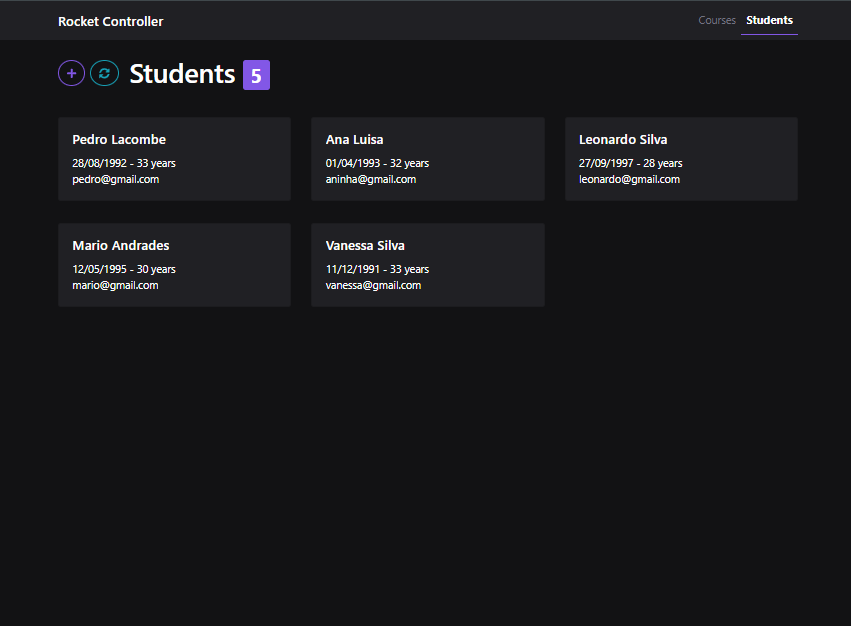 Rocket Controller
Courses Students
Students 5
Pedro Lacombe
28/08/1992 - 33 years
pedro@gmail.com
Ana Luisa
01/04/1993 - 32 years
aninha@gmail.com
Leonardo Silva
27/09/1997 - 28 years
leonardo@gmail.com
Mario Andrades
12/05/1995 - 30 years
mario@gmail.com
Vanessa Silva
11/12/1991 - 33 years
vanessa@gmail.com